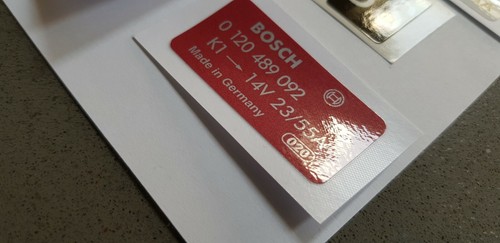 BOSCH
0 120 489 092
K1 — 14V 23/55A
Made in Germany
020